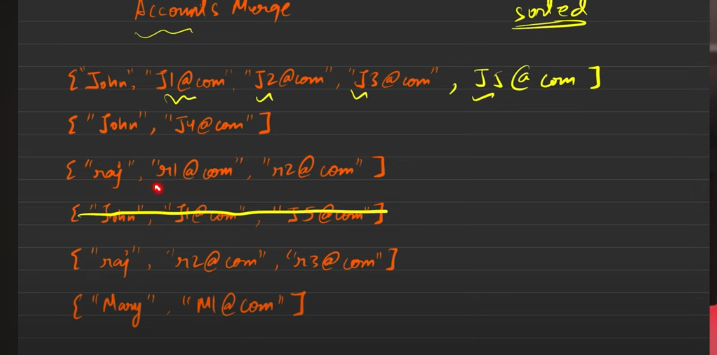 Accounts Merge sorted
{"John", "J1@com", "J2@com", "J3@com", J5@com]
{"John", "J4@com"]
{"raj", "r1@com", "r2@com"]
{"John", "J1@com", "J5@com"]
{"raj", "r2@com", "r3@com"]
{"Mary", "M1@com"]